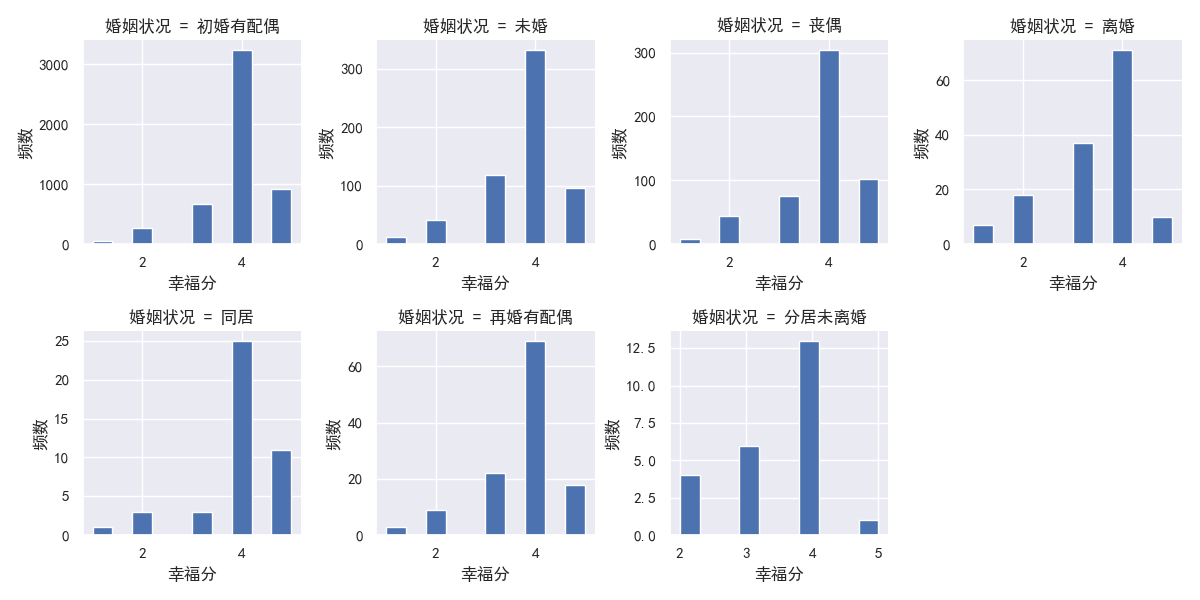 婚姻状况 = 初婚有配偶
频数
3000
2000
1000
0
2
4
幸福分
婚姻状况 = 未婚
频数
300
200
100
0
2
4
幸福分
婚姻状况 = 丧偶
频数
300
200
100
0
2
4
幸福分
婚姻状况 = 离婚
频数
60
40
20
0
2
4
幸福分
婚姻状况 = 同居
频数
25
20
15
10
5
0
2
4
幸福分
婚姻状况 = 再婚有配偶
频数
60
40
20
0
2
4
幸福分
婚姻状况 = 分居未离婚
频数
12.5
10.0
7.5
5.0
2.5
0.0
2
3
4
5
幸福分